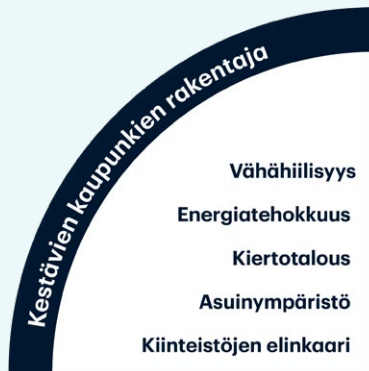 Kestävien kaupunkien rakentaja
Vähähiilisyys
Energiatehokkuus
Kiertotalous
Asuinympäristö
Kiinteistöjen elinkaari